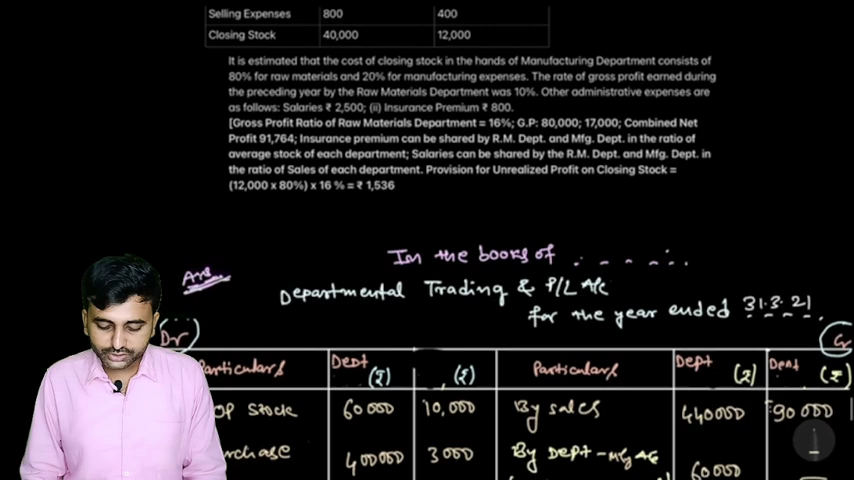 Selling Expenses 800 400
Closing Stock 40,000 12,000
It is estimated that the cost of closing stock in the hands of Manufacturing Department consists of
80% for raw materials and 20% for manufacturing expenses. The rate of gross profit earned during
the preceding year by the Raw Materials Department was 10%. Other administrative expenses are
as follows: Salaries ₹ 2,500; (ii) Insurance Premium ₹ 800.
[Gross Profit Ratio of Raw Materials Department = 16%; G.P: 80,000; 17,000; Combined Net
Profit 91,764; Insurance premium can be shared by R.M. Dept. and Mfg. Dept. in the ratio of
average stock of each department; Salaries can be shared by the R.M. Dept. and Mfg. Dept. in
the ratio of Sales of each department. Provision for Unrealized Profit on Closing Stock =
(12,000 x 80%) x 16 % = ₹ 1,536
Ans In the books of
Departmental Trading & P/L A/c
for the year ended 31.3.21
Dr Cr
Particulars Dept (₹) (₹) Particulars Dept (₹) Dept (₹)
OP Stock 60000 10,000 By sales 440000 90000
rchase 400000 3000 By Dept - Mfg A/c 60000